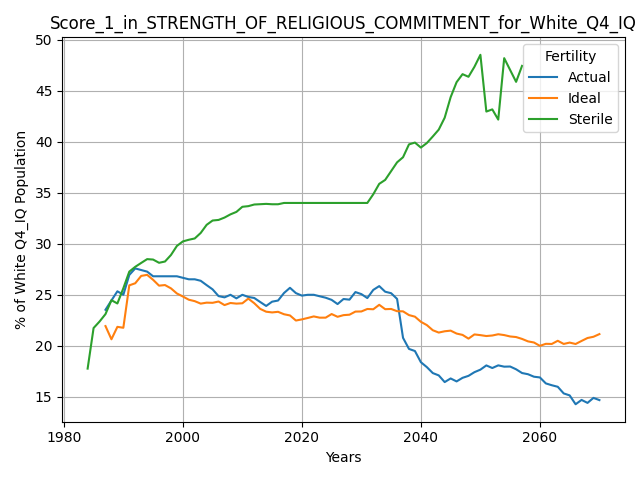 Score_1_in_STRENGTH_OF_RELIGIOUS_COMMITMENT_for_White_Q4_IQ
% of White Q4_IQ Population
50
45
40
35
30
25
20
15
1980
2000
2020
2040
2060
Years
Fertility
Actual
Ideal
Sterile